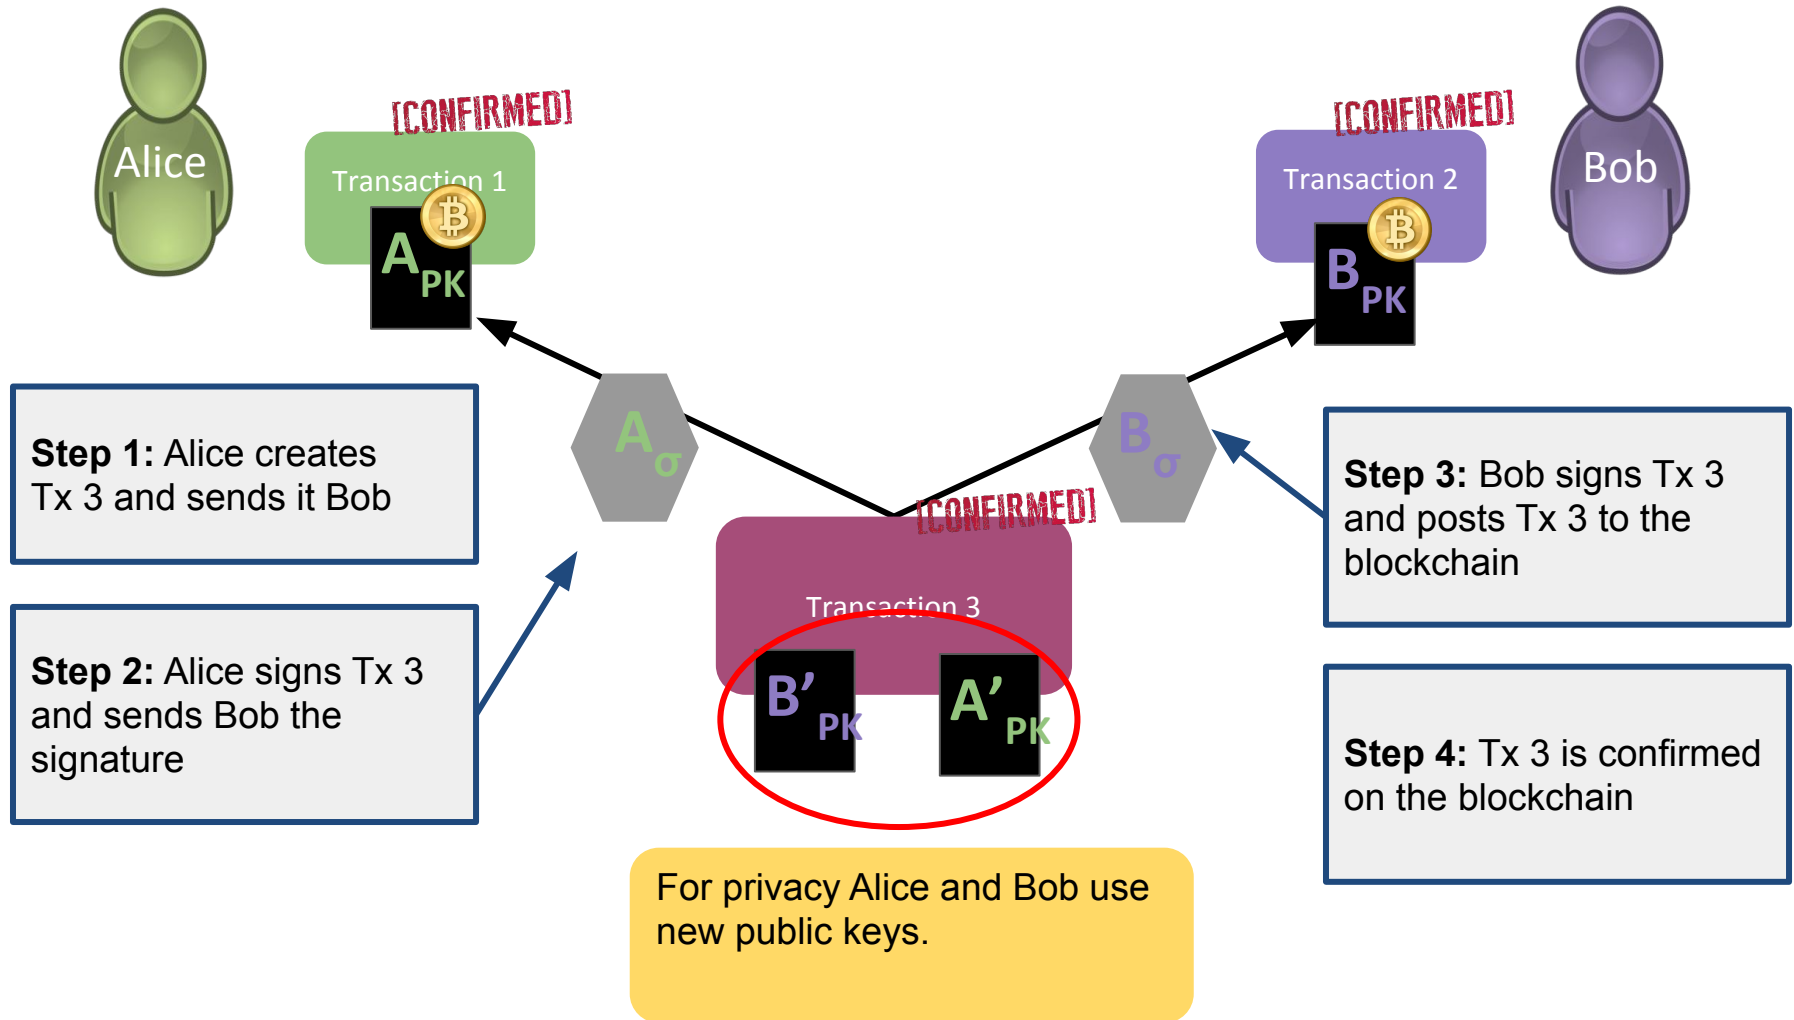 Alice
[CONFIRMED]
Transaction 1
₿
A PK
[CONFIRMED]
Transaction 2
₿
B PK
Bob
Step 1: Alice creates
Tx 3 and sends it Bob
Step 2: Alice signs Tx 3
and sends Bob the
signature
A σ
B σ
[CONFIRMED]
Transaction 3
B’ PK
A’ PK
Step 3: Bob signs Tx 3
and posts Tx 3 to the
blockchain
Step 4: Tx 3 is confirmed
on the blockchain
For privacy Alice and Bob use
new public keys.